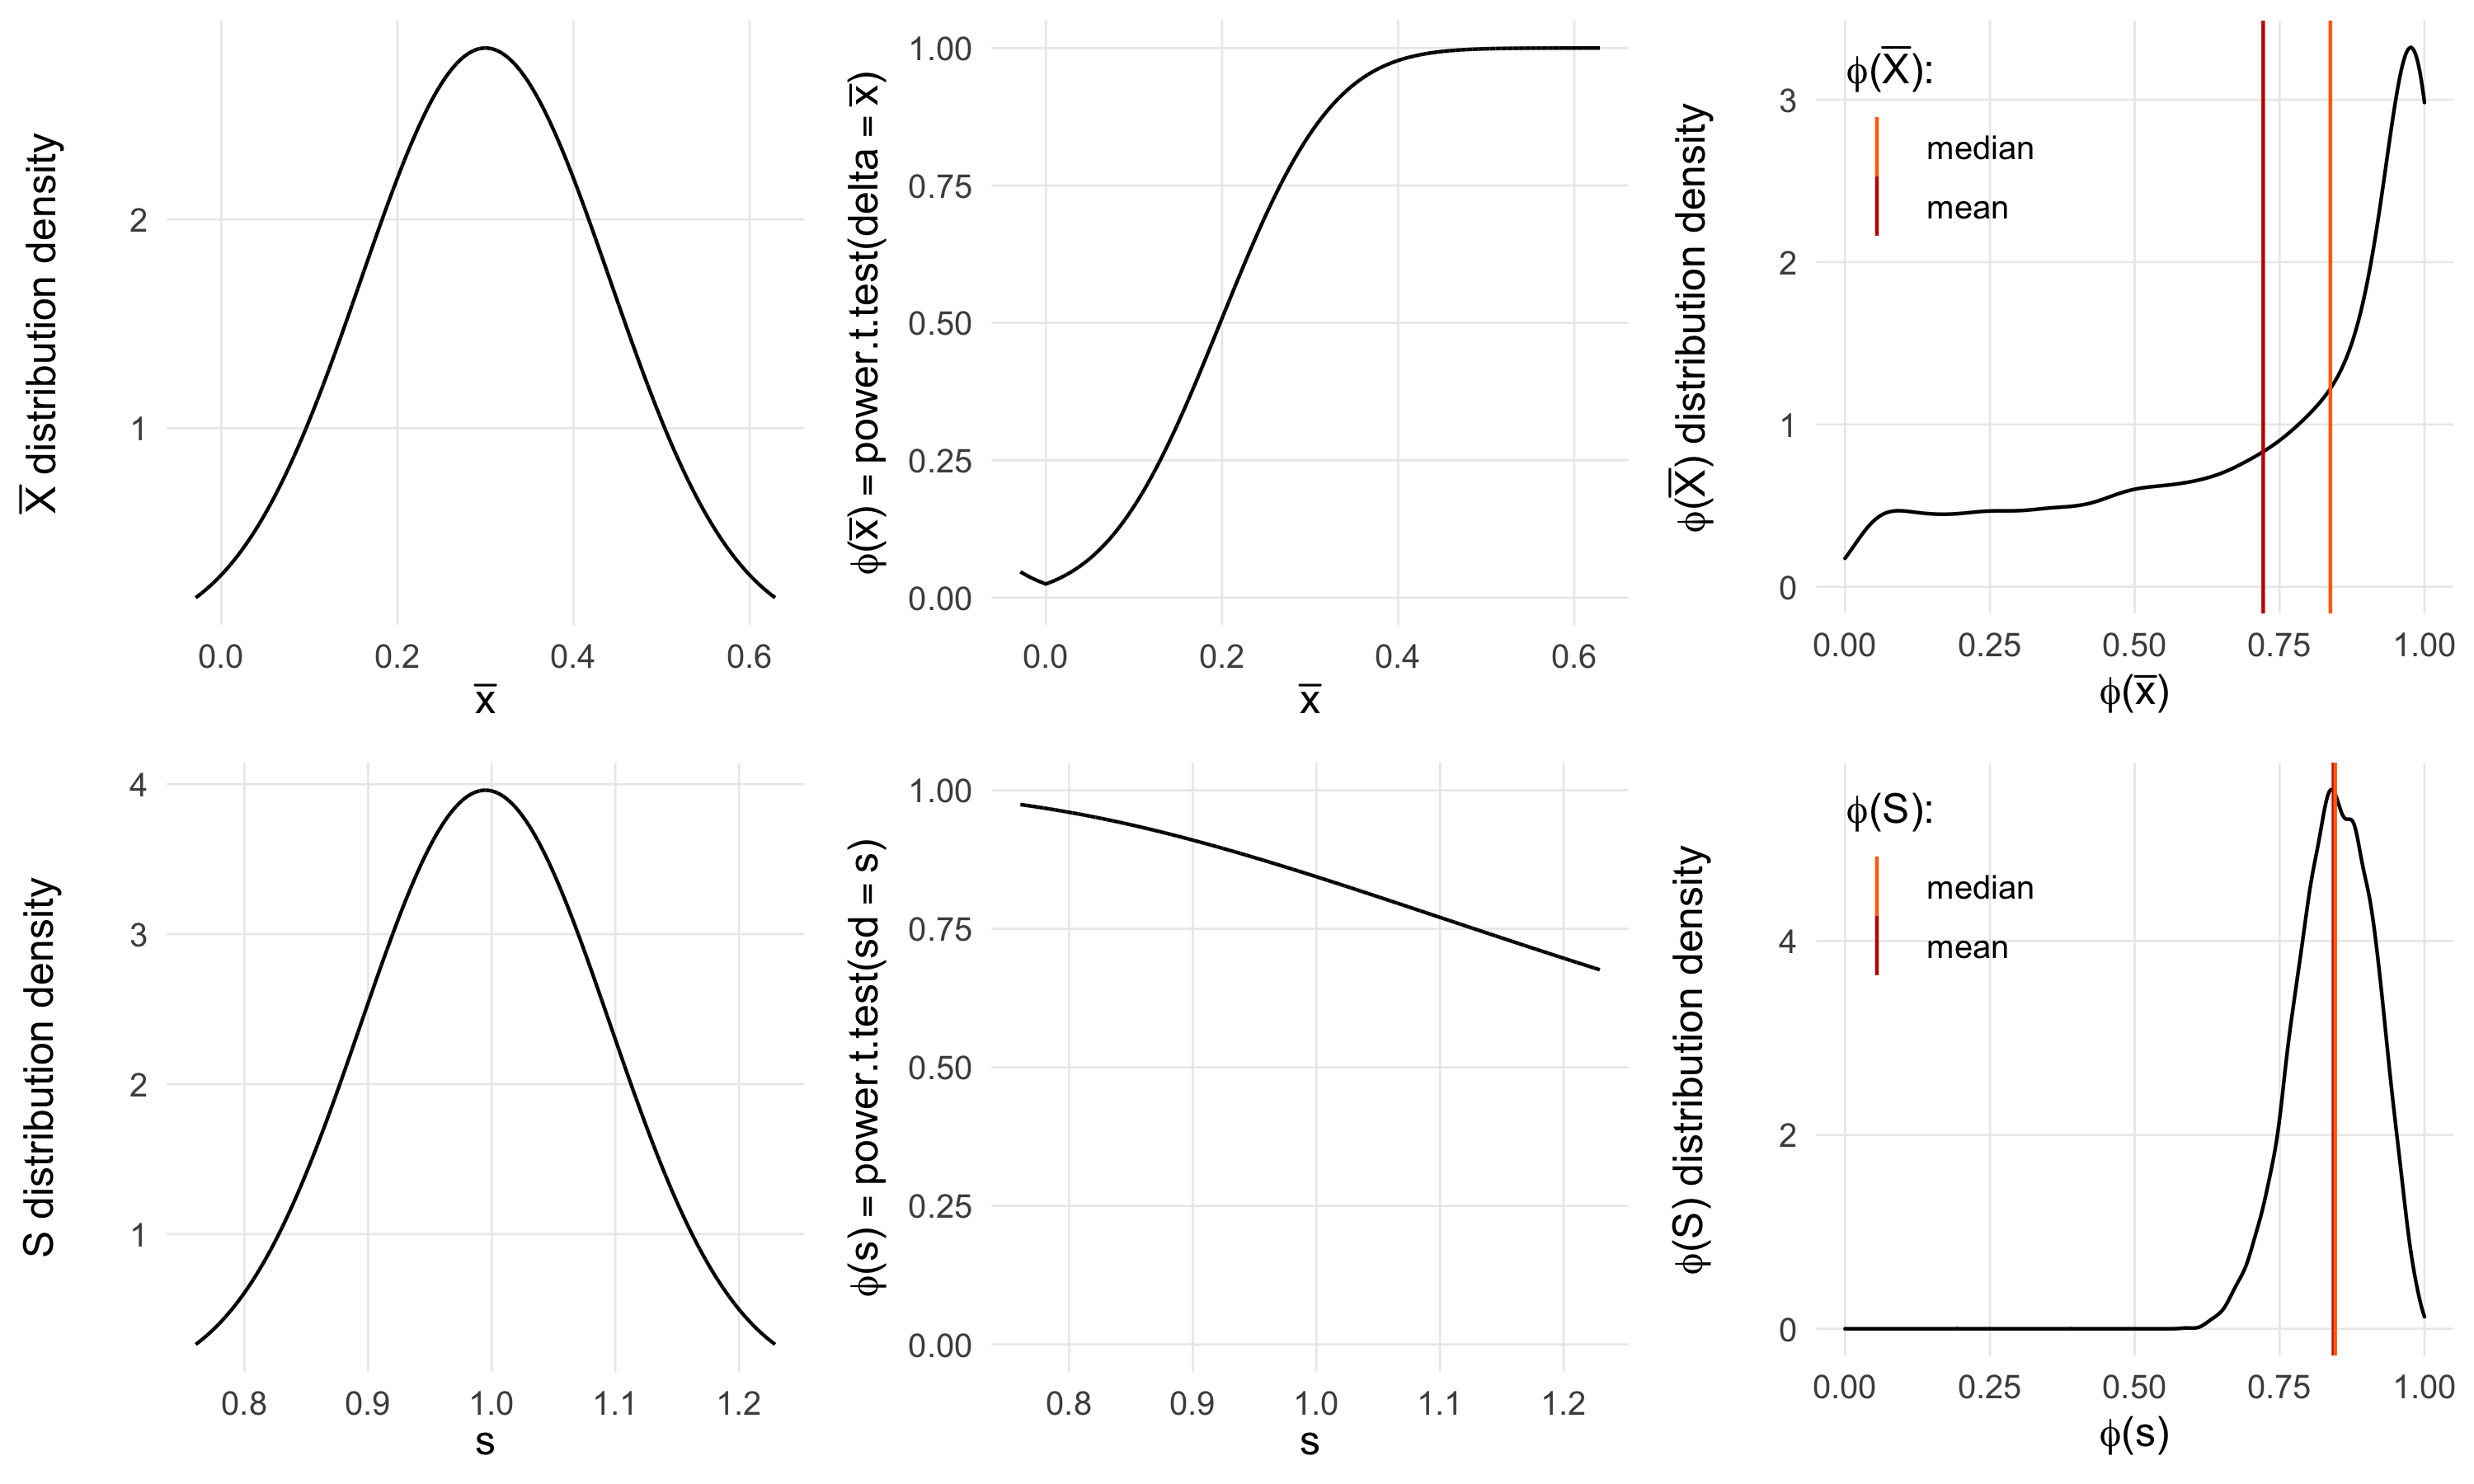 X̅ distribution density
2
1
0.0 0.2 0.4 0.6
x̅
ϕ(x̅) = power.t.test(delta = x̅)
1.00
0.75
0.50
0.25
0.00
0.0 0.2 0.4 0.6
x̅
ϕ(X̅) distribution density
ϕ(X̅):
median
mean
3
2
1
0
0.00 0.25 0.50 0.75 1.00
ϕ(x̅)
S distribution density
4
3
2
1
0.8 0.9 1.0 1.1 1.2
s
ϕ(s) = power.t.test(sd = s)
1.00
0.75
0.50
0.25
0.00
0.8 0.9 1.0 1.1 1.2
s
ϕ(S) distribution density
ϕ(S):
median
mean
4
2
0
0.00 0.25 0.50 0.75 1.00
ϕ(s)